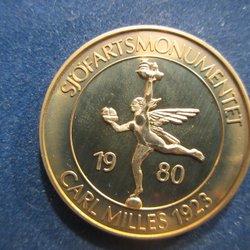 SJÖFARTSMONUMENTET
19 80
CARL MILLES 1923